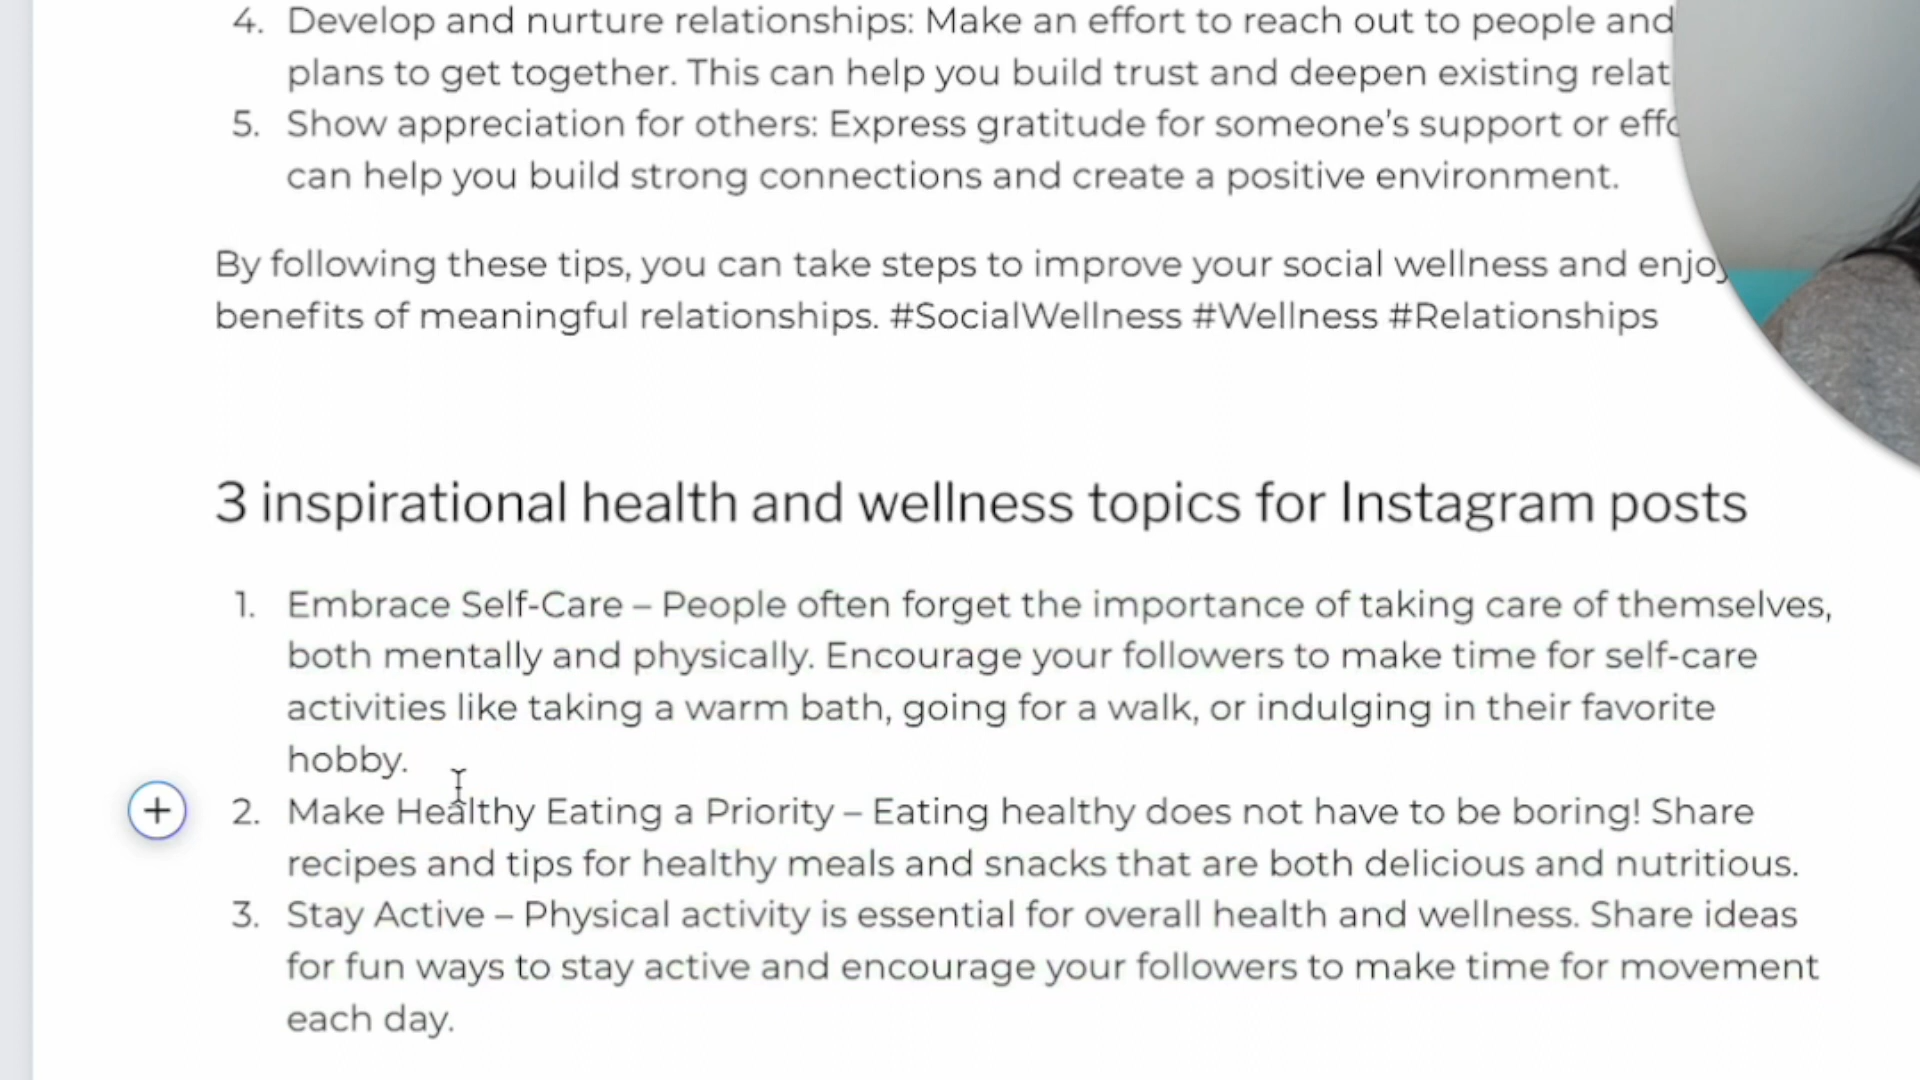 4. Develop and nurture relationships: Make an effort to reach out to people and
plans to get together. This can help you build trust and deepen existing
5. Show appreciation for others: Express gratitude for someone's support or
can help you build strong connections and create a positive environment.
By following these tips, you can take steps to improve your social wellness and
benefits of meaningful relationships. #SocialWellness #Wellness #Relationships
3 inspirational health and wellness topics for Instagram posts
1. Embrace Self-Care – People often forget the importance of taking care of themselves,
both mentally and physically. Encourage your followers to make time for self-care
activities like taking a warm bath, going for a walk, or indulging in their favorite
hobby.
2. Make Healthy Eating a Priority – Eating healthy does not have to be boring! Share
recipes and tips for healthy meals and snacks that are both delicious and nutritious.
3. Stay Active – Physical activity is essential for overall health and wellness. Share ideas
for fun ways to stay active and encourage your followers to make time for movement
each day.